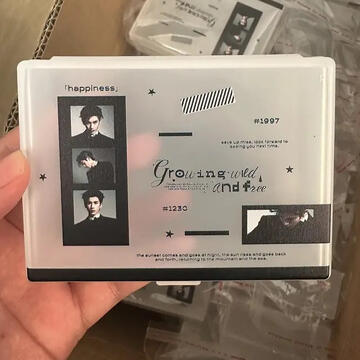 「happiness」
#1997
save up miss, look forward to
seeing you next time.
Growing wild
and free
#1230
the sunset comes and goes at night, the sun rises and goes back
and forth, returning to the mountain and the sea.